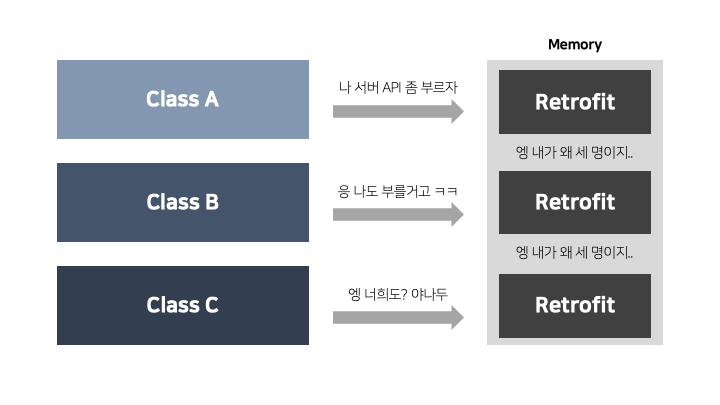 Memory
Class A
나 서버 API 좀 부르자
Retrofit
엥 내가 왜 세 명이지..
Class B
응 나도 부를거고 ㅋㅋ
Retrofit
엥 내가 왜 세 명이지..
Class C
엥 너희도? 야나두
Retrofit